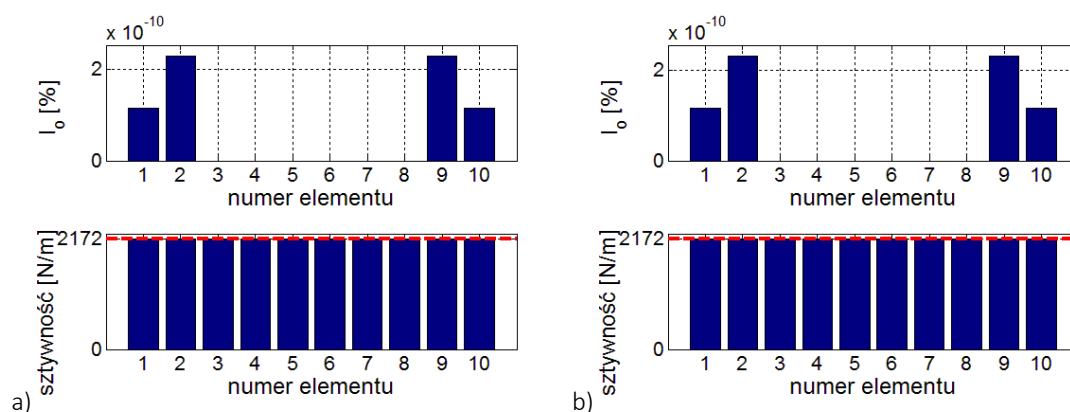 x 10⁻¹⁰
I_o [%]
2
0
1 2 3 4 5 6 7 8 9 10
numer elementu
sztywność [N/m]
2172
0
1 2 3 4 5 6 7 8 9 10
numer elementu
a)
x 10⁻¹⁰
I_o [%]
2
0
1 2 3 4 5 6 7 8 9 10
numer elementu
sztywność [N/m]
2172
0
1 2 3 4 5 6 7 8 9 10
numer elementu
b)